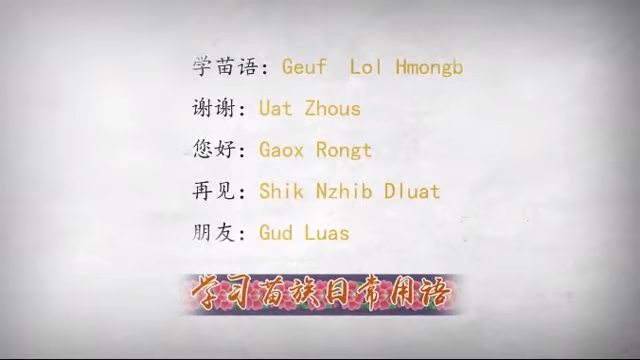 学苗语：Geuf Lol Hmongb
谢谢：Uat Zhous
您好：Gaox Rongt
再见：Shik Nzhib Dluat
朋友：Gud Luas
学习苗族日常用语